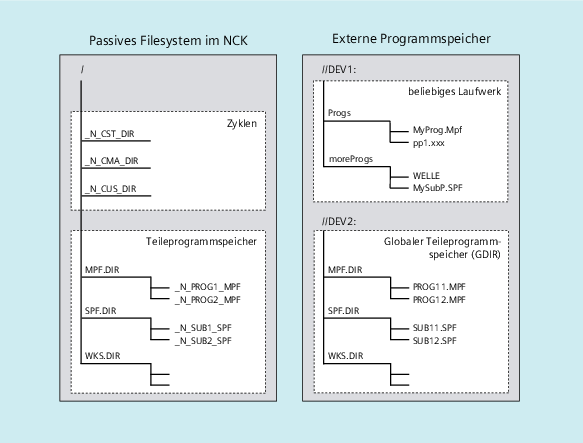 Passives Filesystem im NCK
/
Zyklen
_N_CST_DIR
_N_CMA_DIR
_N_CUS_DIR
Teileprogrammspeicher
MPF.DIR
_N_PROG1_MPF
_N_PROG2_MPF
SPF.DIR
_N_SUB1_SPF
_N_SUB2_SPF
WKS.DIR
Externe Programmspeicher
//DEV1:
beliebiges Laufwerk
Progs
MyProg.Mpf
pp1.xxx
moreProgs
WELLE
MySubP.SPF
//DEV2:
Globaler Teileprogramm-
speicher (GDIR)
MPF.DIR
PROG11.MPF
PROG12.MPF
SPF.DIR
SUB11.SPF
SUB12.SPF
WKS.DIR